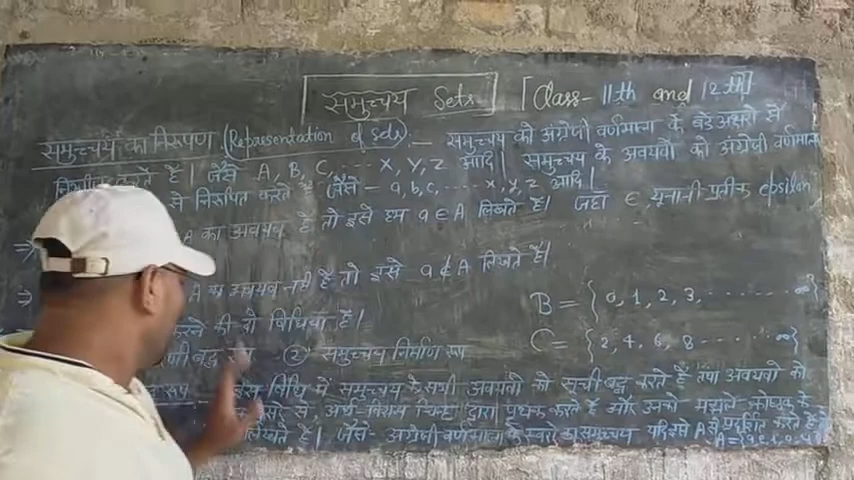 समुच्चय Sets [Class- 11th and 12th]
समुच्चय का निरूपण (Representation of sets) — समुच्चय को अंग्रेजी वर्णमाला के बड़े अक्षरों से
निरूपित करते हैं। जैसे A, B, C, ..... X, Y, Z आदि। समुच्चय के अवयवों को अंग्रेजी वर्णमाला
से निरूपित करते हैं। जैसे - a, b, c, ..... x, y, z आदि।
A का अवयव है तो इसे हम a ∈ A लिखते हैं। जहाँ ∈, यूनानी प्रतीक epsilon
⇒ A का अवयव नहीं है तो इसे a ∉ A लिखते हैं।
B = {0, 1, 2, 3, ........ ∞}
⇒ करने की दो विधियाँ हैं।
C = {2, 4, 6, 8 ........ ∞}
बद्ध रूप ② समुच्चय निर्माण रूप
रूप - इस विधि में समुच्चय के सभी अवयवों को सूची बद्ध करते हैं तथा अवयवों को
से अर्ध-विराम चिन्ह द्वारा पृथक करते हैं और उनको मझले कोष्ठक के
लिखते हैं। जैसे- अंग्रेजी वर्णमाला के स्वरों का समुच्चय यदि इसे A से प्रदर्शित करते हैं तो
A = {a, e, i, o, u}